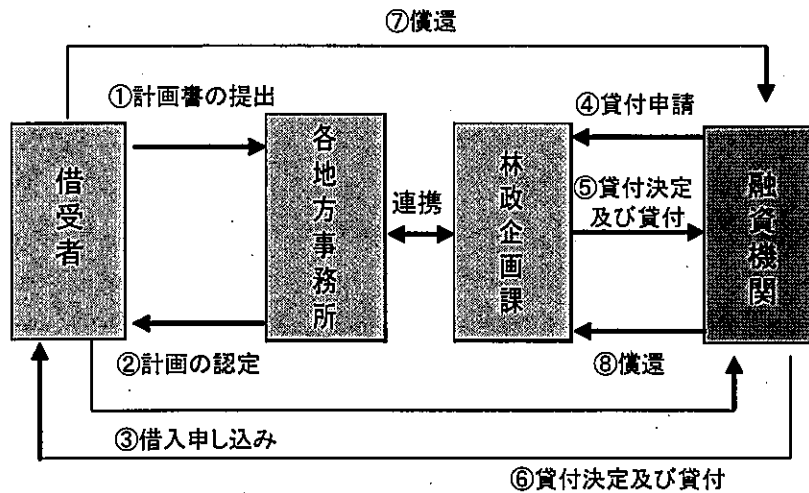 ⑦償還
①計画書の提出
④貸付申請
借受者
各地方事務所
連携
林政企画課
⑤貸付決定
及び貸付
融資機関
②計画の認定
⑧償還
③借入申し込み
⑥貸付決定及び貸付